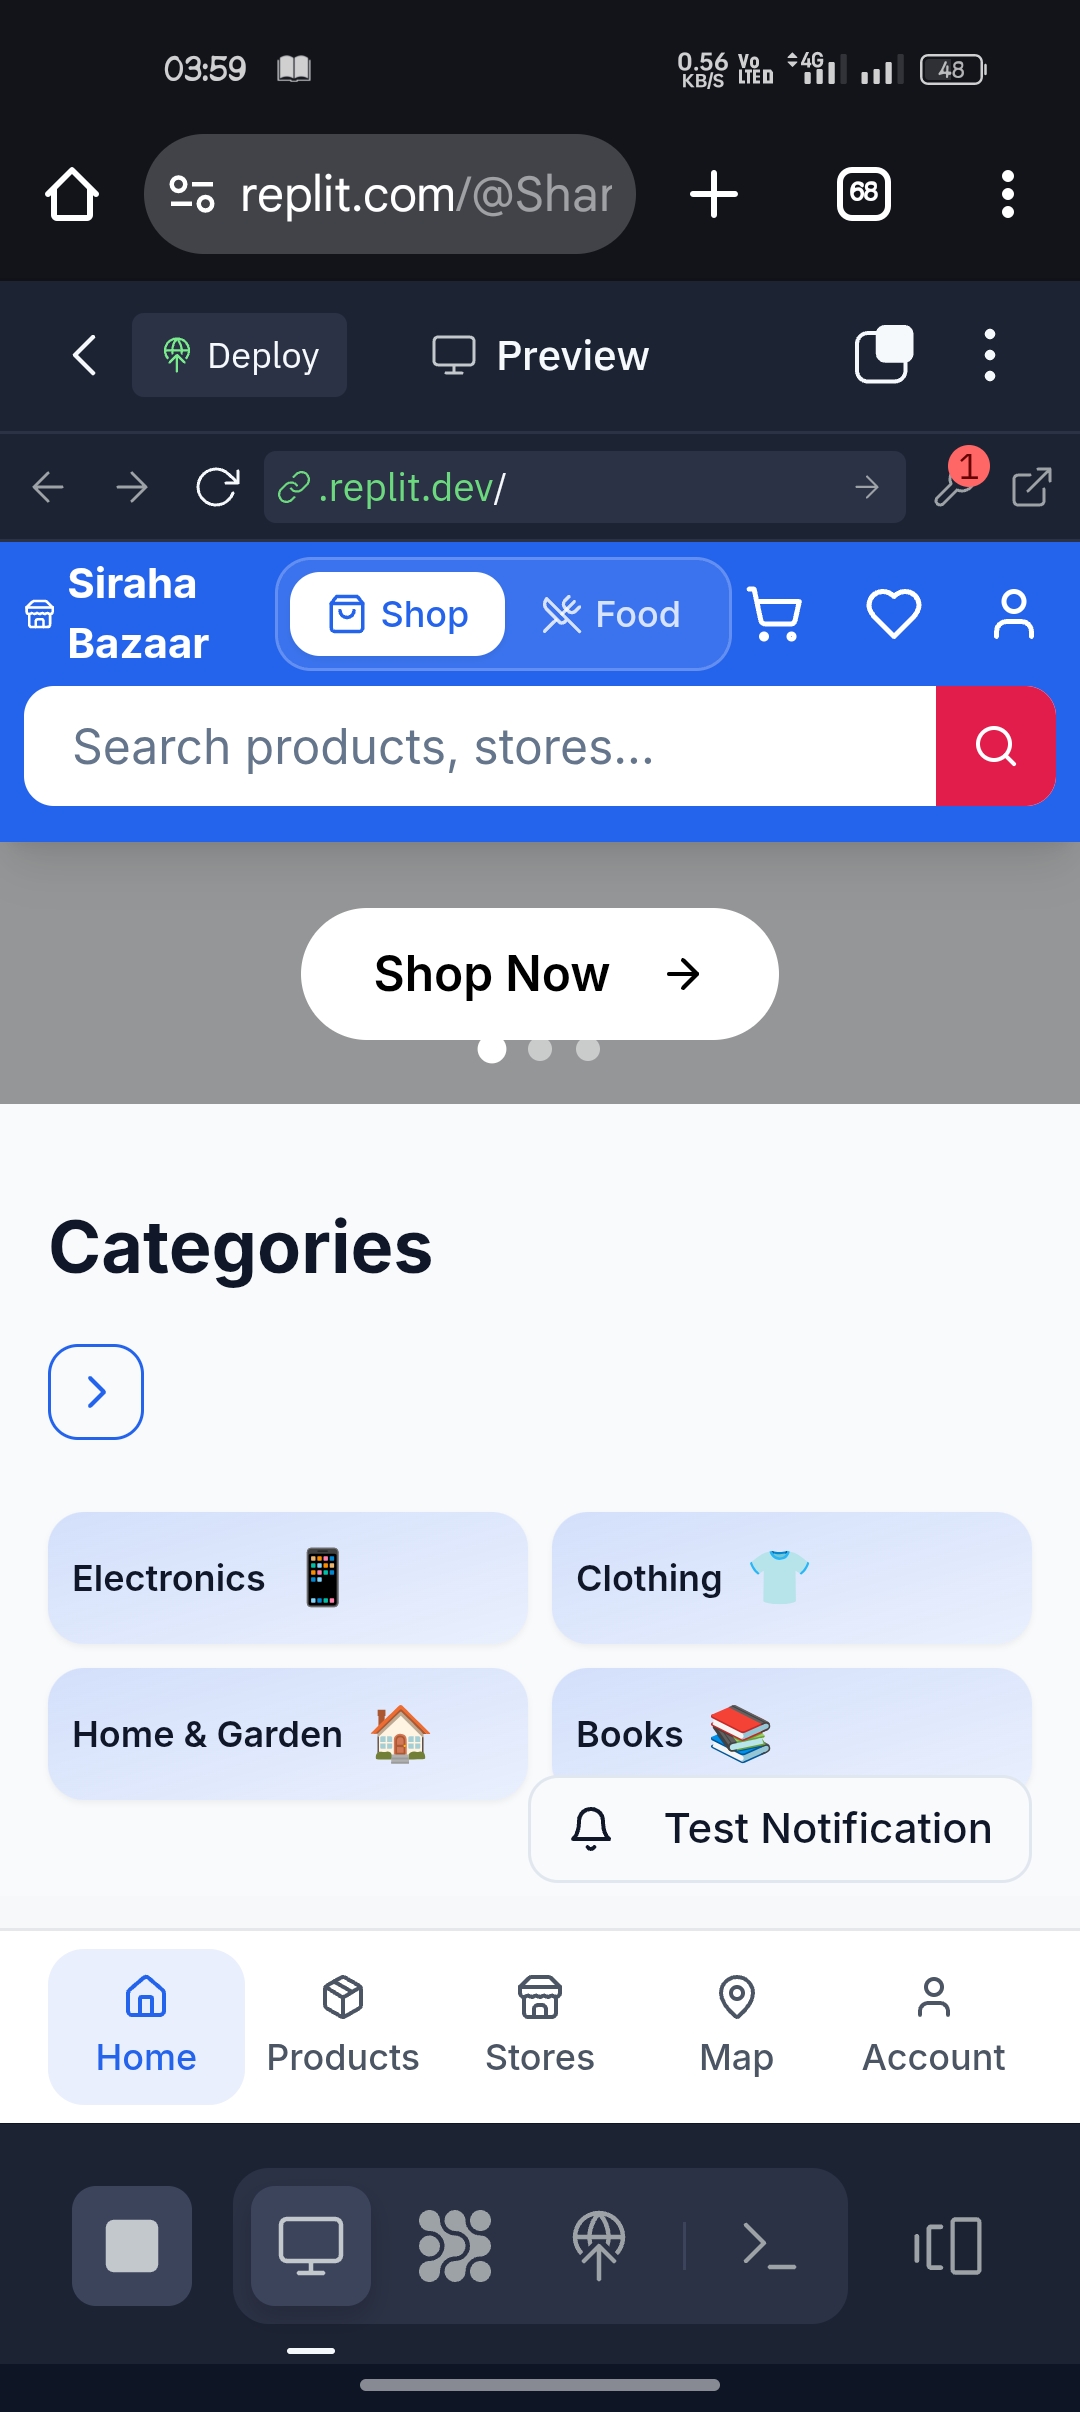 03:59
0.56 KB/S
Vo LTE
4G
48
replit.com/@Shar
68
Deploy
Preview
.replit.dev/
1
Siraha Bazaar
Shop
Food
Search products, stores...
Shop Now
Categories
Electronics
Clothing
Home & Garden
Books
Test Notification
Home
Products
Stores
Map
Account